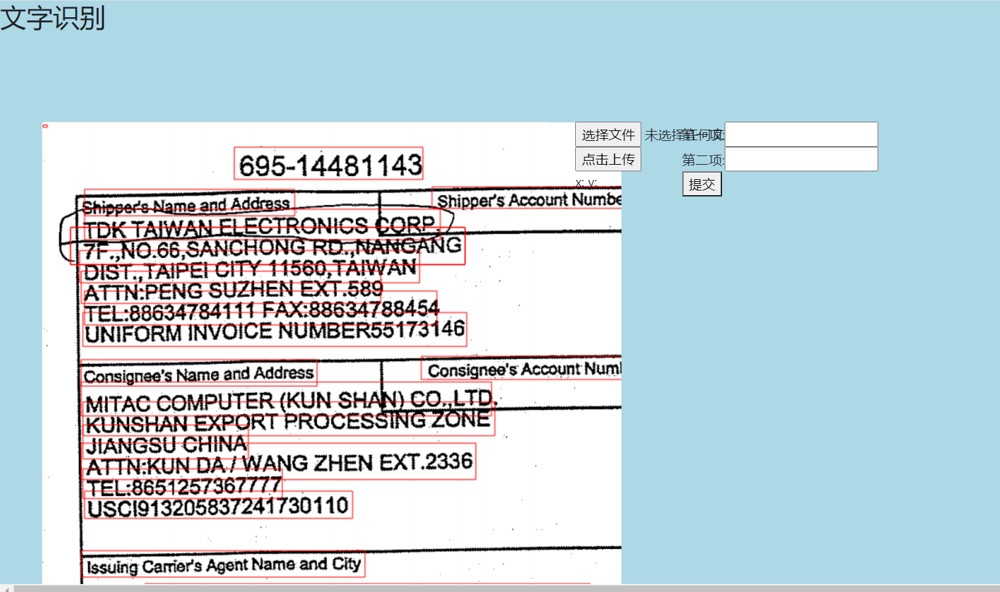 文字识别
选择文件 未选择任何文
第一项:
点击上传
第二项:
x: y:
提交
695-14481143
Shipper's Name and Address
Shipper's Account Numbe
TDK TAIWAN ELECTRONICS CORP.
7F.,NO.66,SANCHONG RD.,NANGANG
DIST.,TAIPEI CITY 11560,TAIWAN
ATTN:PENG SUZHEN EXT.589
TEL:88634784111 FAX:88634788454
UNIFORM INVOICE NUMBER55173146
Consignee's Name and Address
Consignee's Account Num
MITAC COMPUTER (KUN SHAN) CO.,LTD.
KUNSHAN EXPORT PROCESSING ZONE
JIANGSU CHINA
ATTN:KUN DA / WANG ZHEN EXT.2336
TEL:8651257367777
USCI913205837241730110
Issuing Carrier's Agent Name and City